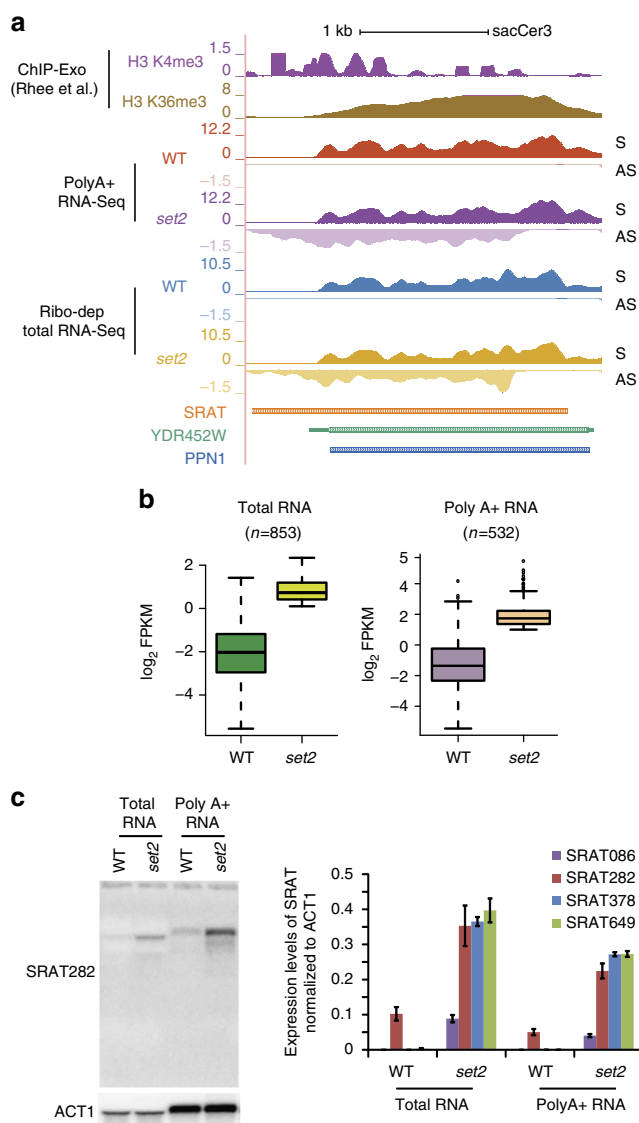 a
1 kb
sacCer3
ChIP-Exo
(Rhee et al.)
H3 K4me3
1.5
0
H3 K36me3
8
0
WT
12.2
0
S
AS
–1.5
PolyA+
RNA-Seq
set2
12.2
0
S
AS
–1.5
WT
10.5
0
S
AS
–1.5
Ribo-dep
total RNA-Seq
set2
10.5
0
S
AS
–1.5
SRAT
YDR452W
PPN1
b
Total RNA
(n=853)
log2 FPKM
2
0
−2
−4
WT
set2
Poly A+ RNA
(n=532)
log2 FPKM
5
2
0
−2
−4
WT
set2
c
Total
RNA
Poly A+
RNA
WT
set2
WT
set2
SRAT282
ACT1
Expression levels of SRAT
normalized to ACT1
0.5
0.4
0.3
0.2
0.1
0
SRAT086
SRAT282
SRAT378
SRAT649
WT
set2
WT
set2
Total RNA
PolyA+ RNA